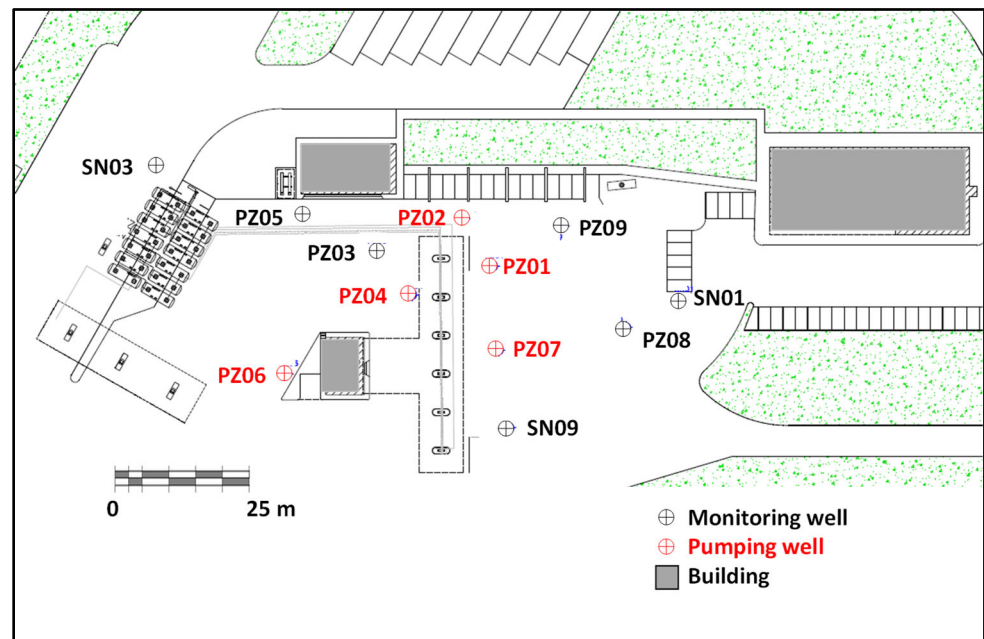 SN03
PZ05
PZ02
PZ09
PZ03
PZ01
PZ04
SN01
PZ08
PZ07
PZ06
SN09
0 25 m
Monitoring well
Pumping well
Building